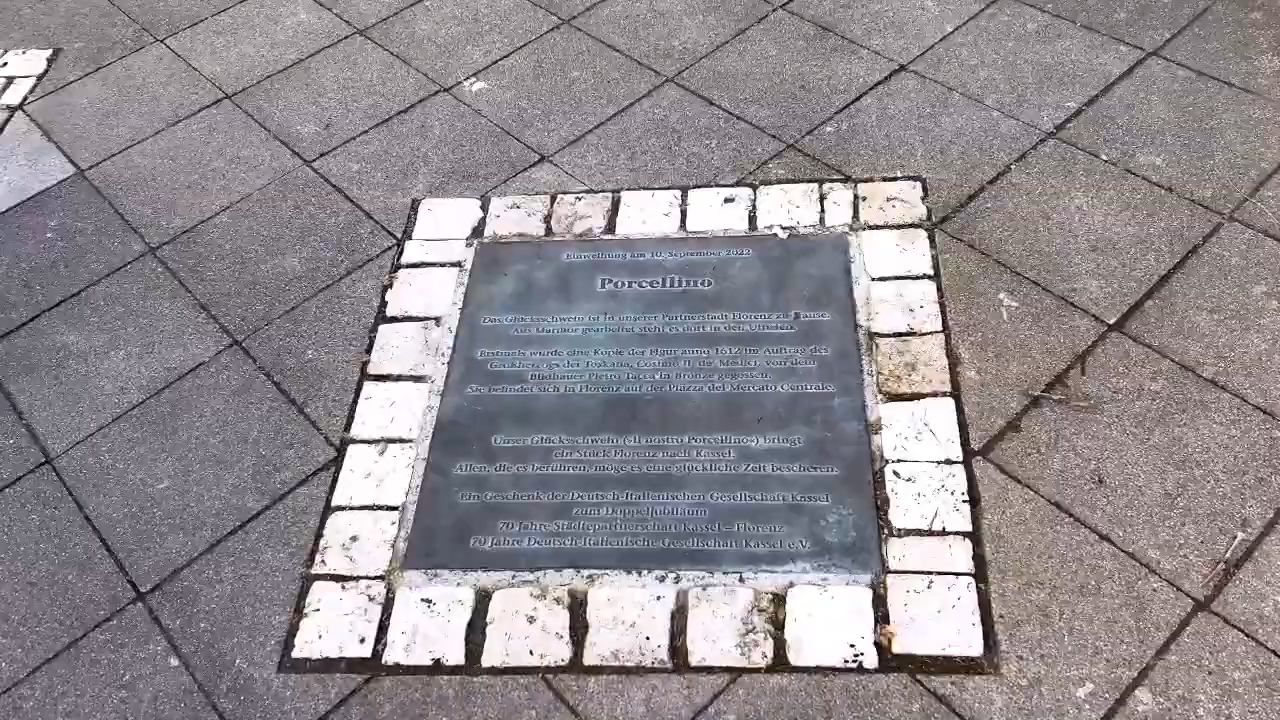 Einweihung am 10. September 2022
Porcellino
Das Glücksschwein ist in unserer Partnerstadt Florenz zu Hause.
Aus Marmor gearbeitet steht es dort in den Uffizien.
Erstmals wurde eine Kopie der Figur anno 1612 im Auftrag des
Großherzogs der Toskana, Cosimo II. de' Medici, von dem
Bildhauer Pietro Tacca in Bronze gegossen.
Sie befindet sich in Florenz auf der Piazza del Mercato Centrale.
Unser Glücksschwein («Il nostro Porcellino») bringt
ein Stück Florenz nach Kassel.
Allen, die es berühren, möge es eine glückliche Zeit bescheren.
Ein Geschenk der Deutsch-Italienischen Gesellschaft Kassel
zum Doppeljubiläum
70 Jahre Städtepartnerschaft Kassel – Florenz
70 Jahre Deutsch-Italienische Gesellschaft Kassel e.V.